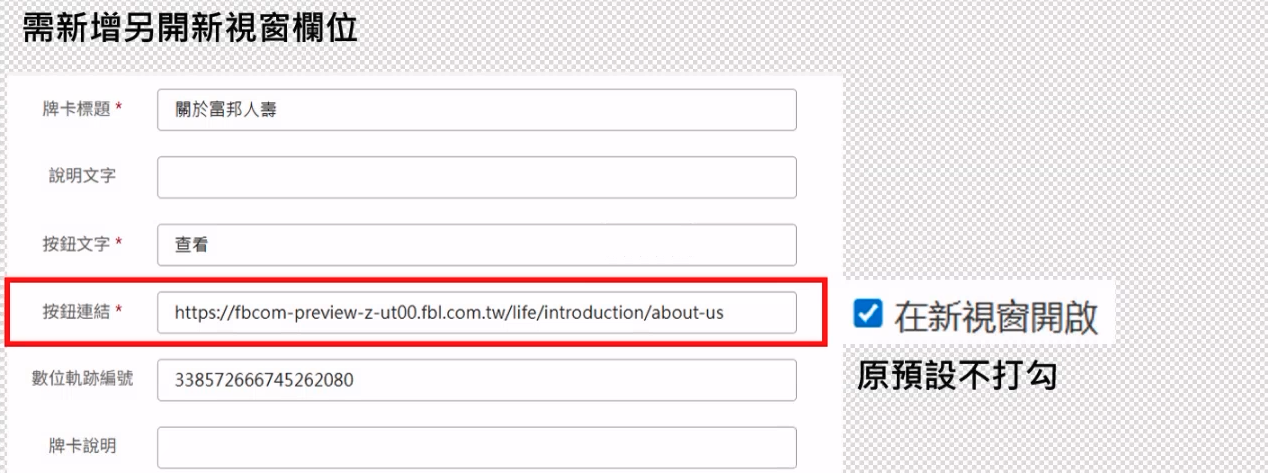 需新增另開新視窗欄位
牌卡標題 * 關於富邦人壽
說明文字
按鈕文字 * 查看
按鈕連結 * https://fbcom-preview-z-ut00.fbl.com.tw/life/introduction/about-us
在新視窗開啟
原預設不打勾
數位軌跡編號 338572666745262080
牌卡說明